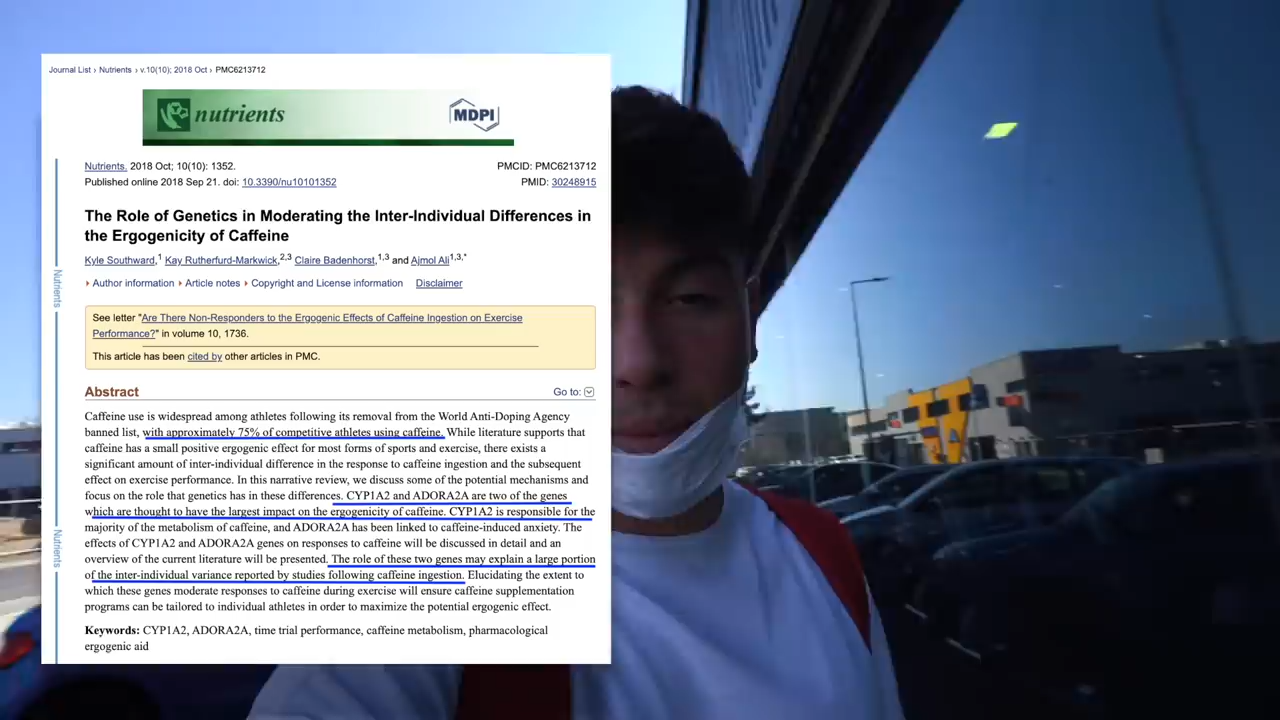 Journal List › Nutrients › v.10(10); 2018 Oct › PMC6213712
nutrients
MDPI
Nutrients. 2018 Oct; 10(10): 1352.
PMCID: PMC6213712
Published online 2018 Sep 21. doi: 10.3390/nu10101352
PMID: 30248915
The Role of Genetics in Moderating the Inter-Individual Differences in
the Ergogenicity of Caffeine
Kyle Southward,1 Kay Rutherfurd-Markwick,2,3 Claire Badenhorst,1,3 and Ajmol Ali1,3,*
Author information Article notes Copyright and License information Disclaimer
See letter "Are There Non-Responders to the Ergogenic Effects of Caffeine Ingestion on Exercise
Performance?" in volume 10, 1736.
This article has been cited by other articles in PMC.
Abstract
Go to:
Caffeine use is widespread among athletes following its removal from the World Anti-Doping Agency
banned list, with approximately 75% of competitive athletes using caffeine. While literature supports that
caffeine has a small positive ergogenic effect for most forms of sports and exercise, there exists a
significant amount of inter-individual difference in the response to caffeine ingestion and the subsequent
effect on exercise performance. In this narrative review, we discuss some of the potential mechanisms and
focus on the role that genetics has in these differences. CYP1A2 and ADORA2A are two of the genes
which are thought to have the largest impact on the ergogenicity of caffeine. CYP1A2 is responsible for the
majority of the metabolism of caffeine, and ADORA2A has been linked to caffeine-induced anxiety. The
effects of CYP1A2 and ADORA2A genes on responses to caffeine will be discussed in detail and an
overview of the current literature will be presented. The role of these two genes may explain a large portion
of the inter-individual variance reported by studies following caffeine ingestion. Elucidating the extent to
which these genes moderate responses to caffeine during exercise will ensure caffeine supplementation
programs can be tailored to individual athletes in order to maximize the potential ergogenic effect.
Keywords: CYP1A2, ADORA2A, time trial performance, caffeine metabolism, pharmacological
ergogenic aid
Nutrients
Nutrients